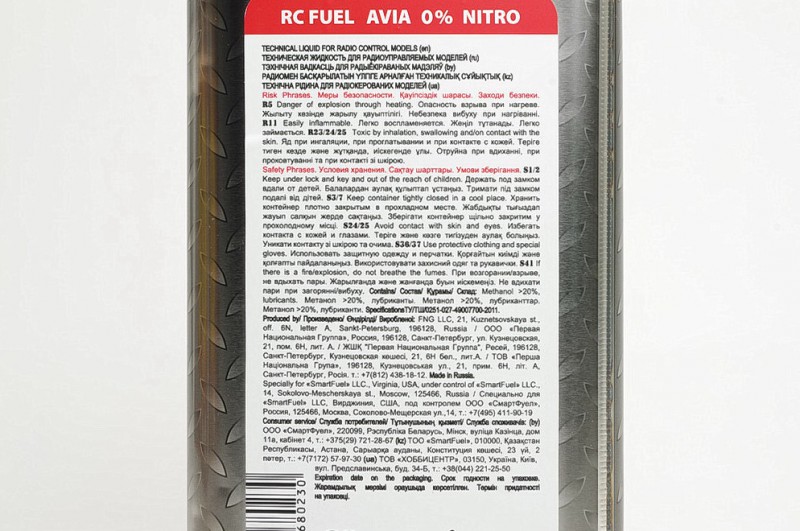 RC FUEL AVIA 0% NITRO
TECHNICAL LIQUID FOR RADIO CONTROL MODELS (en)
ТЕХНИЧЕСКАЯ ЖИДКОСТЬ ДЛЯ РАДИОУПРАВЛЯЕМЫХ МОДЕЛЕЙ (ru)
ТЭХНІЧНАЯ ВАДКАСЦЬ ДЛЯ РАДЫЁКІРАВАНЫХ МАДЭЛЯЎ (by)
РАДИОМЕН БАСҚАРЫЛАТЫН ҮЛГІГЕ АРНАЛҒАН ТЕХНИКАЛЫҚ СҰЙЫҚТЫҚ (kz)
ТЕХНІЧНА РІДИНА ДЛЯ РАДІОКЕРОВАНИХ МОДЕЛЕЙ (ua)
Risk Phrases. Меры безопасности. Қауіпсіздік шарасы. Заходи безпеки.
R5 Danger of explosion through heating. Опасность взрыва при нагреве.
Жылыту кезінде жарылу қауыптілігі. Небезпека вибуху при нагріванні.
R11 Easily Inflammable. Легко воспламеняется. Жеңіл тұтанады. Легко
займається. R23/24/25 Toxic by inhalation, swallowing and/on contact with the
skin. Яд при ингаляции, при проглатывании и при контакте с кожей. Теріге
тиген кезде және жұтқанда, иіскегенде улы. Отруйна при вдиханні, при
проковтуванні та при контакті зі шкірою.
Safety Phrases. Условия хранения. Сақтау шарттары. Умови зберігання. S1/2
Keep under lock and key and out of the reach of children. Держать под замком
вдали от детей. Балалардан аулақ құлыптап ұстаңыз. Тримати під замком
подалі від дітей. S3/7 Keep container tightly closed in a cool place. Хранить
контейнер плотно закрытым в прохладном месте. Жабдықты тығыздап
жауып салқын жерде сақтаңыз. Зберігати контейнер щільно закритим у
прохолодному місці. S24/25 Avoid contact with skin and eyes. Избегать
контакта с кожей и глазами. Теріге және көзге тигізуден аулақ болыңыз.
Уникати контакту зі шкірою та очима. S36/37 Use protective clothing and special
gloves. Использовать защитную одежду и перчатки. Қорғайтын киімді және
қолғапты пайдаланыңыз. Використовувати захисний одяг та рукавички. S41 If
there is a fire/explosion, do not breathe the fumes. При возгорании/взрыве,
не вдыхать пары. Жарылғанда және жанғанда буын иіскемеңіз. Не вдихати
пари при загорянні/вибуху. Contains/ Состав/ Құрамы/ Склад: Methanol >20%,
lubricants. Метанол >20%, лубриканты. Метанол >20%, лубриканттар.
Метанол >20%, лубриканти. SpecificationsТУ/ТШ/0251-027-49007700-2011.
Produced by/ Произведено/ Өндірілді/ Вироблені: FNG LLC, 21, Kuznetsovskaya st.,
off. 6N, letter A, Sankt-Petersburg, 196128, Russia / ООО «Первая
Национальная Группа», Россия, 196128, Санкт-Петербург, ул. Кузнецовская,
21, пом. 6Н, лит. А. / ЖШҚ "Первая Национальная Группа", Ресей, 196128,
Санкт-Петербург, Кузнецовская көшесі, 21, 6Н бөл., лит.А. / ТОВ «Перша
Національна Група», 196128, Кузнецовська ул., 21, прим. 6Н, літ. А,
Санкт-Петербург, Росія. т.: +7(812) 438-18-12. Made in Russia.
Specially for «SmartFuel» LLC., Virginia, USA, under control of «SmartFuel» LLC.,
14, Sokolovo-Mescherskaya st., Moscow, 125466, Russia / Специально для
«SmartFuel» LLC, Вирджиния, США, под контролем ООО «СмартФуел»,
Россия, 125466, Москва, Соколово-Мещерская ул.,14, т.: +7(495) 411-90-19
Consumer service/ Служба потребителей/ Тұтынушының қызметі/ Служба споживачів: (by)
ООО «СмартФуел», 220099, Рэспубліка Беларусь, Мінск, вуліца Казінца, дом
11а, кабінет 4, т.: +375(29) 721-28-67 (kz) ТОО «SmartFuel», 010000, Қазақстан
Республикасы, Астана, Сарыарқа ауданы, Конституция көшесі, 23 үй, 2
пәтер, т.: +7(7172) 57-97-30 (ua) ТОВ «ХОББИЦЕНТР», 03150, Україна, Київ,
вул. Предславинська, буд. 34-Б, т.: +38(044) 221-25-50
Expiration date on the packaging. Срок годности на упаковке.
Жарамдылық мерзімі орауышта көрсетілген. Термін придатності
на упаковці.
680230